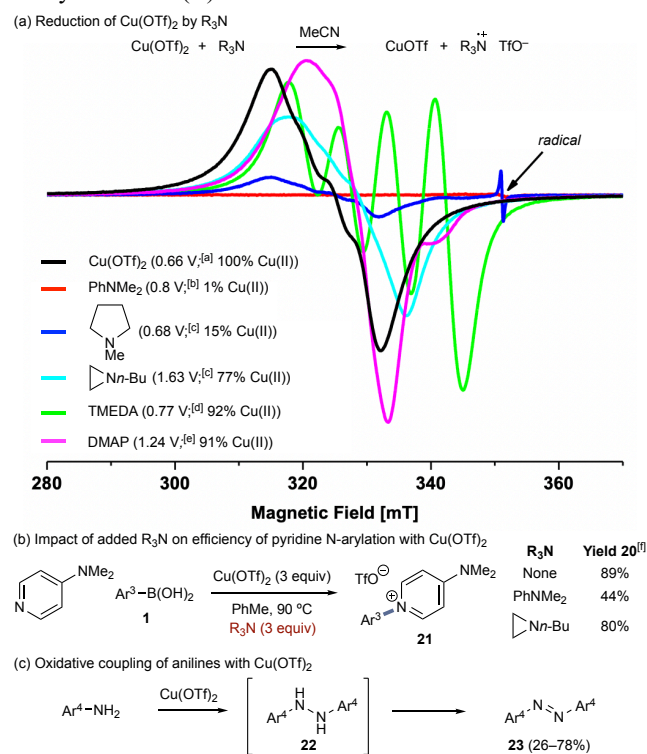 (a) Reduction of Cu(OTf)2 by R3N
Cu(OTf)2 + R3N MeCN CuOTf + R3N•+ TfO–
radical
Cu(OTf)2 (0.66 V;[a] 100% Cu(II))
PhNMe2 (0.8 V;[b] 1% Cu(II))
N Me (0.68 V;[c] 15% Cu(II))
Nn-Bu (1.63 V;[c] 77% Cu(II))
TMEDA (0.77 V;[d] 92% Cu(II))
DMAP (1.24 V;[e] 91% Cu(II))
280 300 320 340 360
Magnetic Field [mT]
(b) Impact of added R3N on efficiency of pyridine N-arylation with Cu(OTf)2
R3N Yield 20[f]
None 89%
PhNMe2 44%
Nn-Bu 80%
N NMe2 Ar3–B(OH)2 Cu(OTf)2 (3 equiv) TfO⊖ NMe2
1 PhMe, 90 ºC Ar3 N+
R3N (3 equiv) 21
(c) Oxidative coupling of anilines with Cu(OTf)2
Ar4–NH2 Cu(OTf)2 Ar4 H N N H Ar4 Ar4 N N Ar4
22 23 (26–78%)